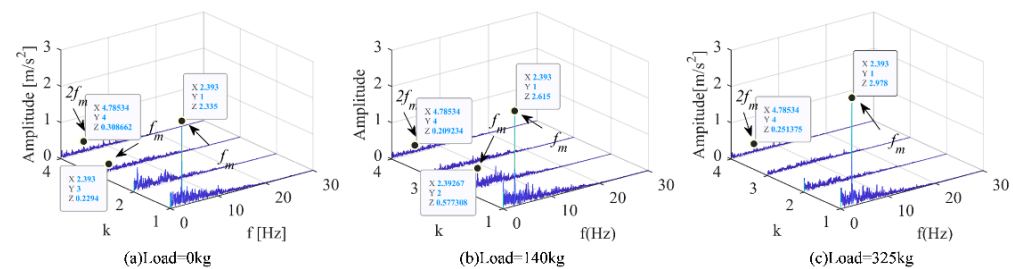 Amplitude [m/s²]
3
2
1
0
4
3
2
1
k
0
10
20
30
f [Hz]
2fₘ
X 4.78534
Y 4
Z 0.308662
fₘ
X 2.393
Y 1
Z 2.335
fₘ
X 2.393
Y 3
Z 0.2294
(a)Load=0kg
Amplitude
3
2
1
0
4
3
2
1
k
0
10
20
30
f(Hz)
2fₘ
X 4.78534
Y 4
Z 0.209234
fₘ
X 2.393
Y 1
Z 2.615
fₘ
X 2.39267
Y 2
Z 0.577308
(b)Load=140kg
Amplitude[m/s²]
3
2
1
0
4
3
2
1
k
0
10
20
30
f(Hz)
2fₘ
X 4.78534
Y 4
Z 0.251375
X 2.393
Y 1
Z 2.978
fₘ
(c)Load=325kg